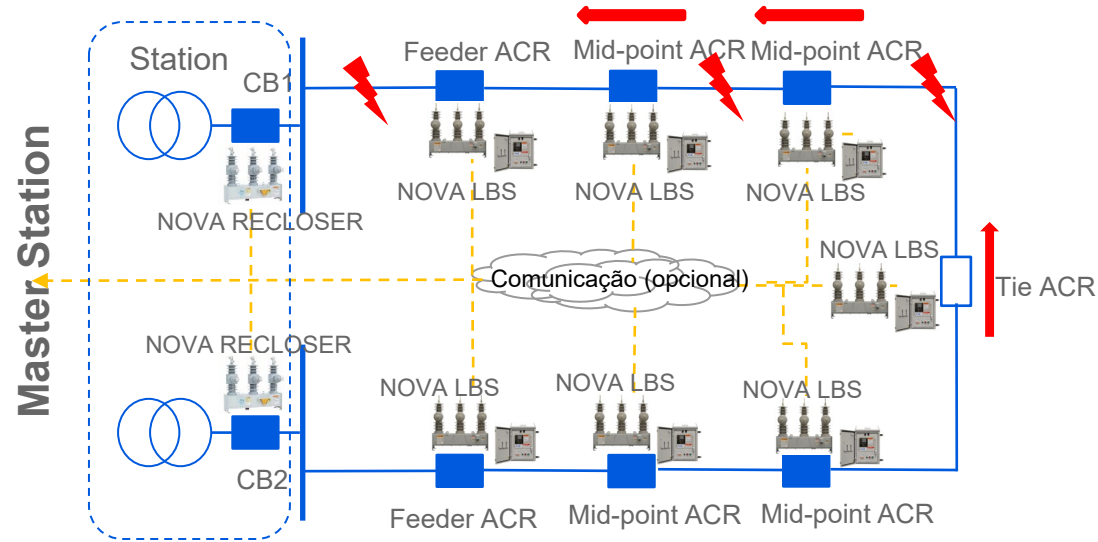 Station
CB1
Feeder ACR
Mid-point ACR
Mid-point ACR
NOVA LBS
NOVA LBS
NOVA LBS
NOVA RECLOSER
Master Station
Comunicação (opcional)
NOVA LBS
Tie ACR
NOVA RECLOSER
NOVA LBS
NOVA LBS
NOVA LBS
CB2
Feeder ACR
Mid-point ACR
Mid-point ACR